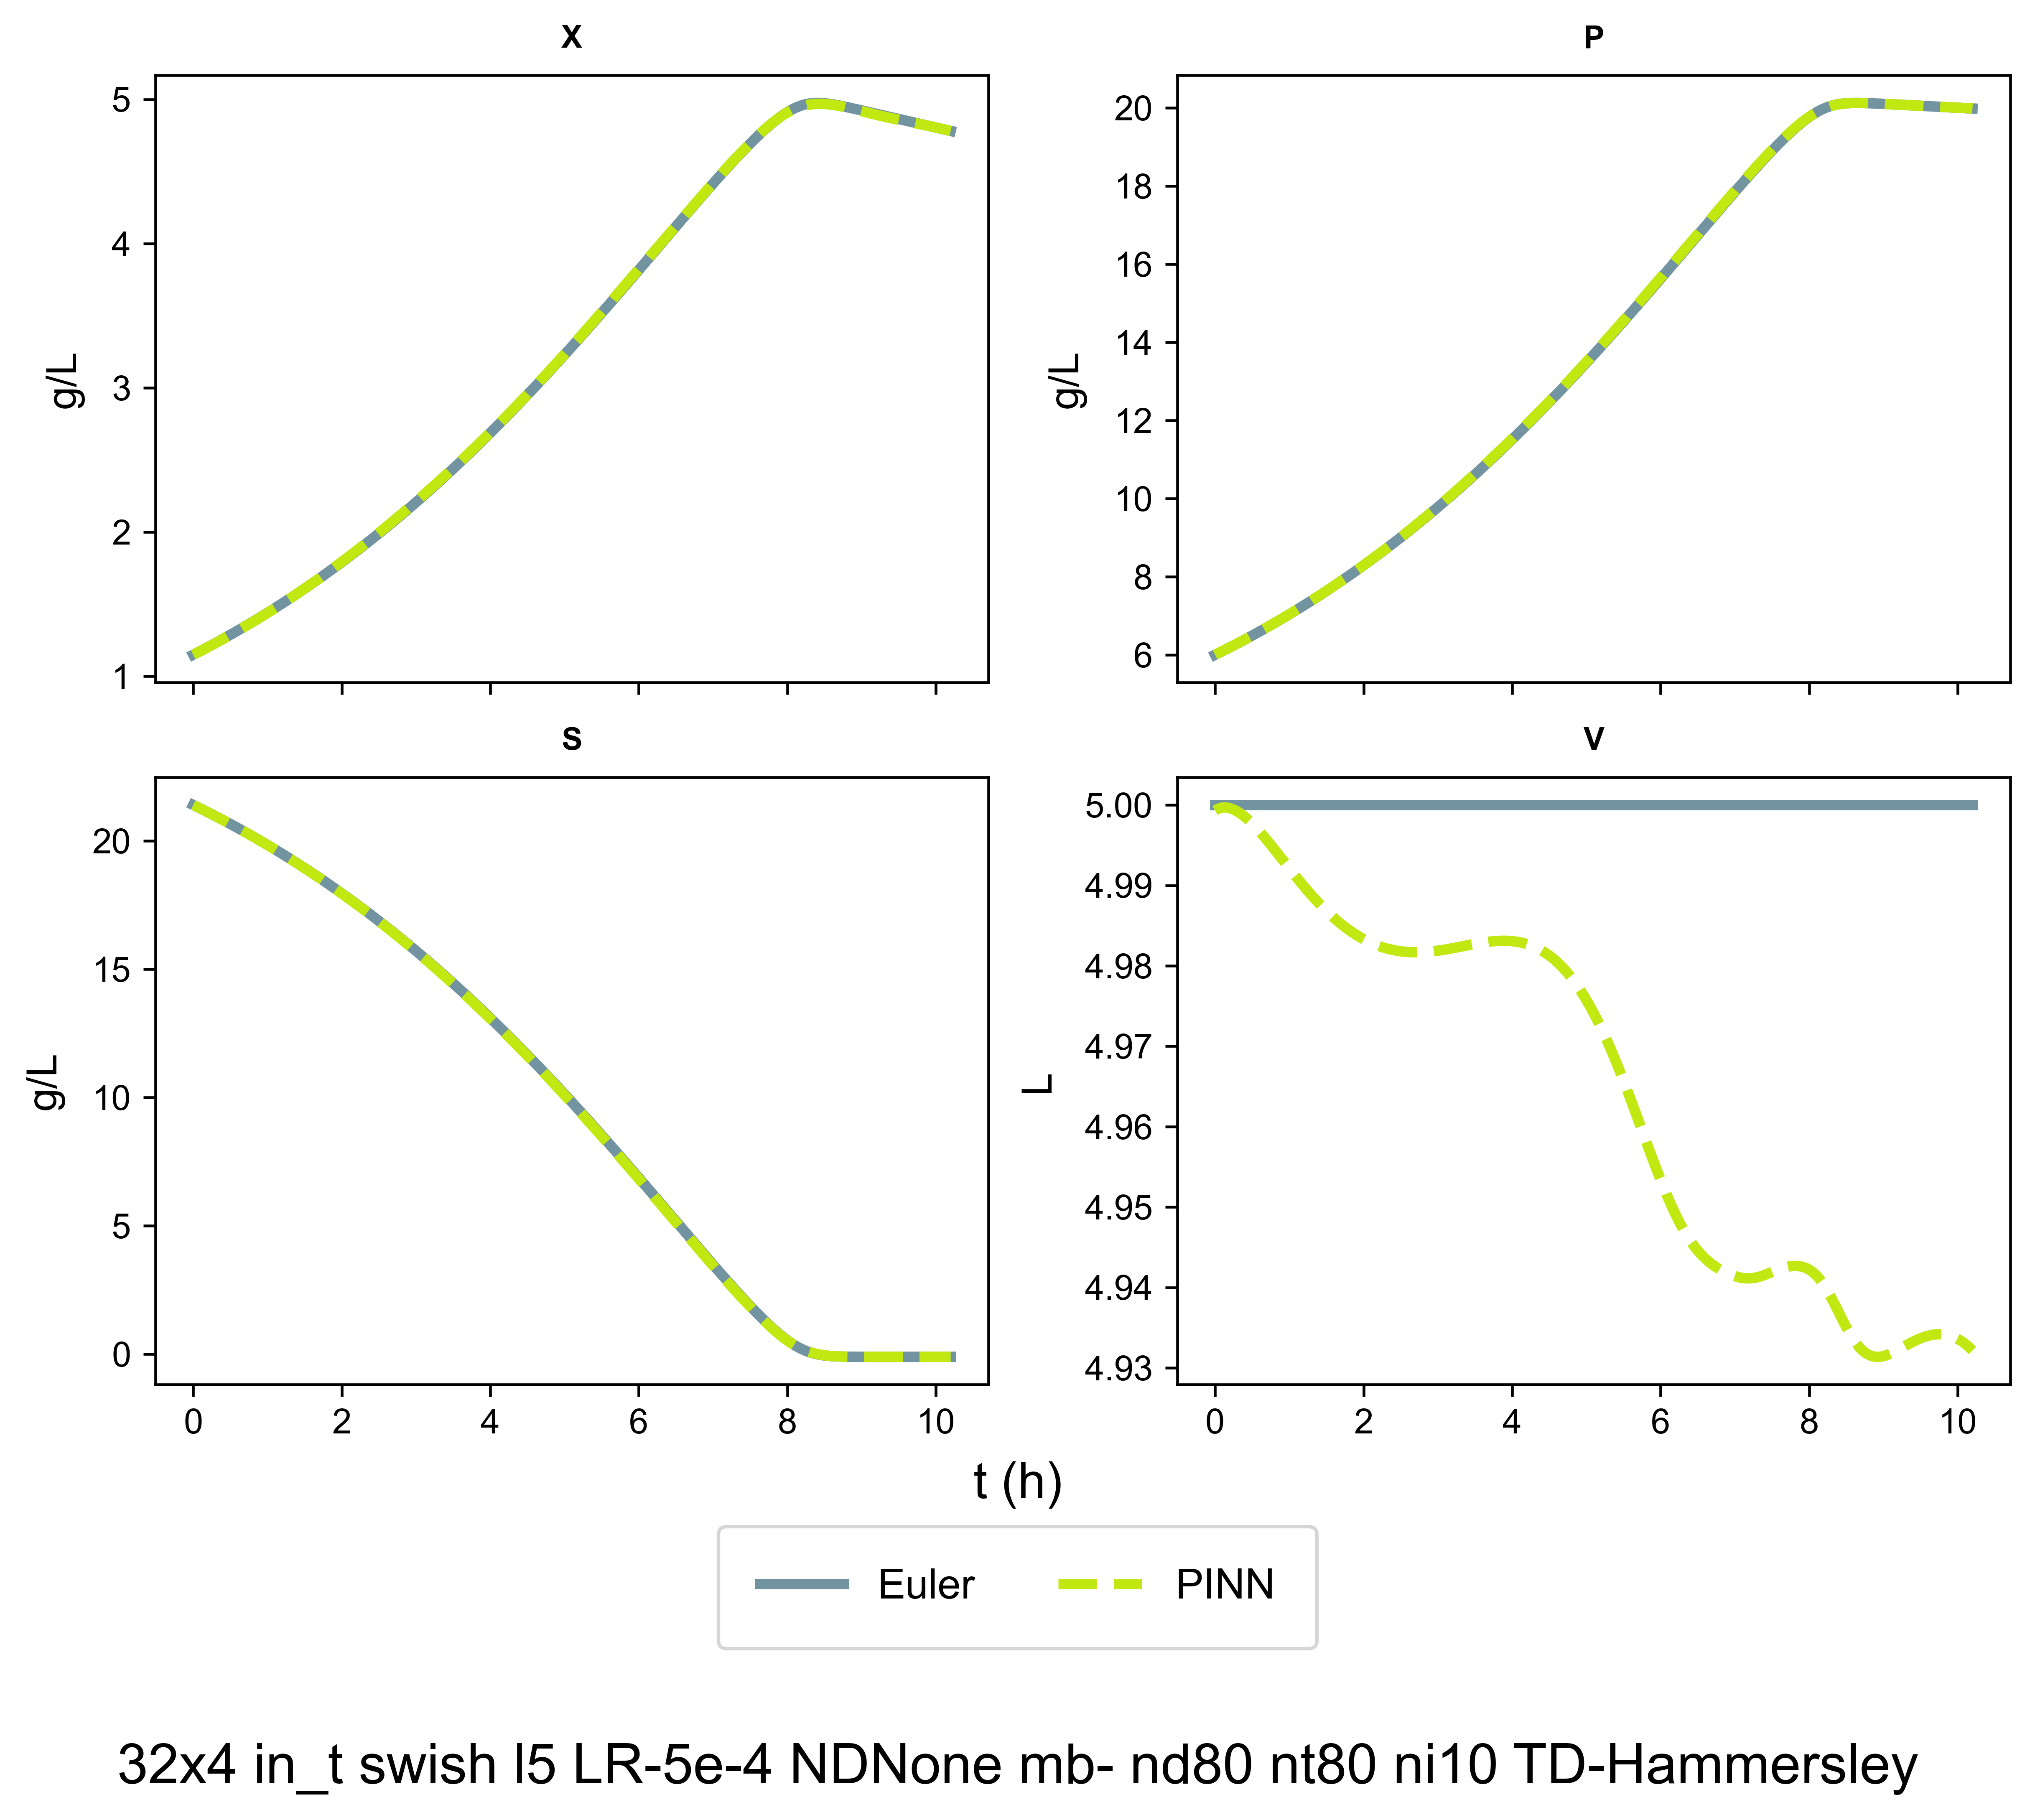 X
5
4
3
2
1
g/L
P
20
18
16
14
12
10
8
6
g/L
S
20
15
10
5
0
g/L
0 2 4 6 8 10
V
5.00
4.99
4.98
4.97
4.96
4.95
4.94
4.93
L
0 2 4 6 8 10
t (h)
Euler PINN
32x4 in_t swish l5 LR-5e-4 NDNone mb- nd80 nt80 ni10 TD-Hammersley